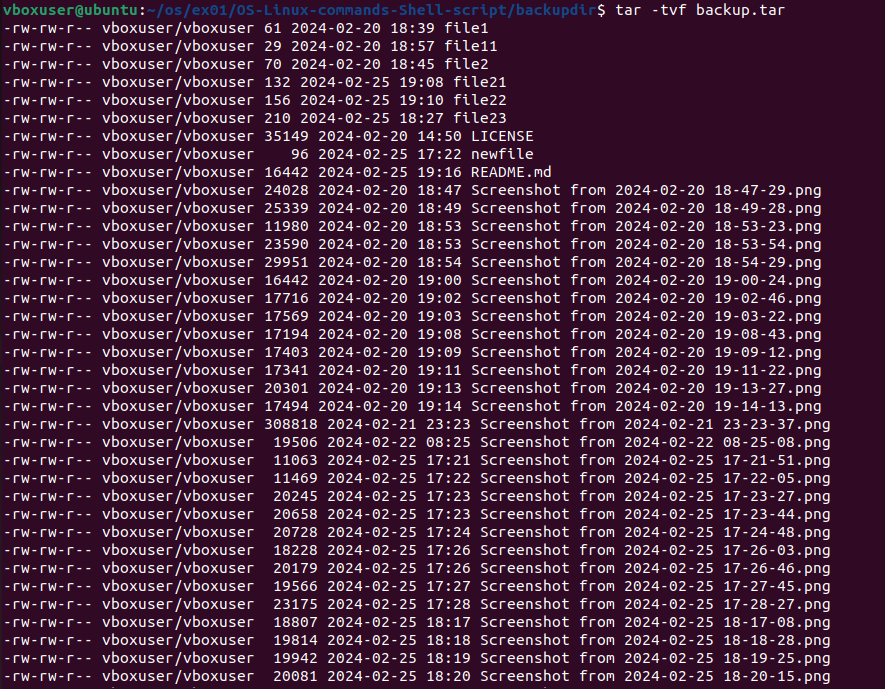 vboxuser@ubuntu:~/os/ex01/OS-Linux-commands-Shell-script/backupdir$ tar -tvf backup.tar
-rw-rw-r-- vboxuser/vboxuser 61 2024-02-20 18:39 file1
-rw-rw-r-- vboxuser/vboxuser 29 2024-02-20 18:57 file11
-rw-rw-r-- vboxuser/vboxuser 70 2024-02-20 18:45 file2
-rw-rw-r-- vboxuser/vboxuser 132 2024-02-25 19:08 file21
-rw-rw-r-- vboxuser/vboxuser 156 2024-02-25 19:10 file22
-rw-rw-r-- vboxuser/vboxuser 210 2024-02-25 18:27 file23
-rw-rw-r-- vboxuser/vboxuser 35149 2024-02-20 14:50 LICENSE
-rw-rw-r-- vboxuser/vboxuser    96 2024-02-25 17:22 newfile
-rw-rw-r-- vboxuser/vboxuser 16442 2024-02-25 19:16 README.md
-rw-rw-r-- vboxuser/vboxuser 24028 2024-02-20 18:47 Screenshot from 2024-02-20 18-47-29.png
-rw-rw-r-- vboxuser/vboxuser 25339 2024-02-20 18:49 Screenshot from 2024-02-20 18-49-28.png
-rw-rw-r-- vboxuser/vboxuser 11980 2024-02-20 18:53 Screenshot from 2024-02-20 18-53-23.png
-rw-rw-r-- vboxuser/vboxuser 23590 2024-02-20 18:53 Screenshot from 2024-02-20 18-53-54.png
-rw-rw-r-- vboxuser/vboxuser 29951 2024-02-20 18:54 Screenshot from 2024-02-20 18-54-29.png
-rw-rw-r-- vboxuser/vboxuser 16442 2024-02-20 19:00 Screenshot from 2024-02-20 19-00-24.png
-rw-rw-r-- vboxuser/vboxuser 17716 2024-02-20 19:02 Screenshot from 2024-02-20 19-02-46.png
-rw-rw-r-- vboxuser/vboxuser 17569 2024-02-20 19:03 Screenshot from 2024-02-20 19-03-22.png
-rw-rw-r-- vboxuser/vboxuser 17194 2024-02-20 19:08 Screenshot from 2024-02-20 19-08-43.png
-rw-rw-r-- vboxuser/vboxuser 17403 2024-02-20 19:09 Screenshot from 2024-02-20 19-09-12.png
-rw-rw-r-- vboxuser/vboxuser 17341 2024-02-20 19:11 Screenshot from 2024-02-20 19-11-22.png
-rw-rw-r-- vboxuser/vboxuser 20301 2024-02-20 19:13 Screenshot from 2024-02-20 19-13-27.png
-rw-rw-r-- vboxuser/vboxuser 17494 2024-02-20 19:14 Screenshot from 2024-02-20 19-14-13.png
-rw-rw-r-- vboxuser/vboxuser 308818 2024-02-21 23:23 Screenshot from 2024-02-21 23-23-37.png
-rw-rw-r-- vboxuser/vboxuser  19506 2024-02-22 08:25 Screenshot from 2024-02-22 08-25-08.png
-rw-rw-r-- vboxuser/vboxuser  11063 2024-02-25 17:21 Screenshot from 2024-02-25 17-21-51.png
-rw-rw-r-- vboxuser/vboxuser  11469 2024-02-25 17:22 Screenshot from 2024-02-25 17-22-05.png
-rw-rw-r-- vboxuser/vboxuser  20245 2024-02-25 17:23 Screenshot from 2024-02-25 17-23-27.png
-rw-rw-r-- vboxuser/vboxuser  20658 2024-02-25 17:23 Screenshot from 2024-02-25 17-23-44.png
-rw-rw-r-- vboxuser/vboxuser  20728 2024-02-25 17:24 Screenshot from 2024-02-25 17-24-48.png
-rw-rw-r-- vboxuser/vboxuser  18228 2024-02-25 17:26 Screenshot from 2024-02-25 17-26-03.png
-rw-rw-r-- vboxuser/vboxuser  20179 2024-02-25 17:26 Screenshot from 2024-02-25 17-26-46.png
-rw-rw-r-- vboxuser/vboxuser  19566 2024-02-25 17:27 Screenshot from 2024-02-25 17-27-45.png
-rw-rw-r-- vboxuser/vboxuser  23175 2024-02-25 17:28 Screenshot from 2024-02-25 17-28-27.png
-rw-rw-r-- vboxuser/vboxuser  18807 2024-02-25 18:17 Screenshot from 2024-02-25 18-17-08.png
-rw-rw-r-- vboxuser/vboxuser  19814 2024-02-25 18:18 Screenshot from 2024-02-25 18-18-28.png
-rw-rw-r-- vboxuser/vboxuser  19942 2024-02-25 18:19 Screenshot from 2024-02-25 18-19-25.png
-rw-rw-r-- vboxuser/vboxuser  20081 2024-02-25 18:20 Screenshot from 2024-02-25 18-20-15.png